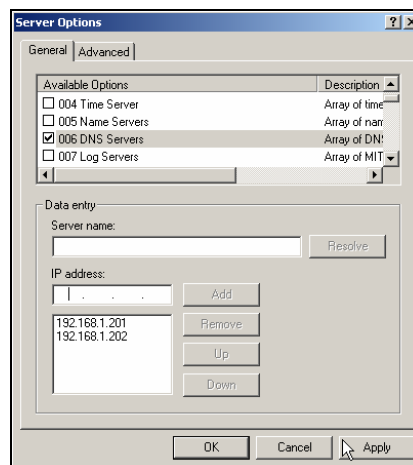 Server Options
General Advanced
Available Options Description
004 Time Server Array of time
005 Name Servers Array of nam
006 DNS Servers Array of DN
007 Log Servers Array of MIT
Data entry
Server name:
Resolve
IP address:
. . . Add
192.168.1.201
192.168.1.202
Remove
Up
Down
OK Cancel Apply